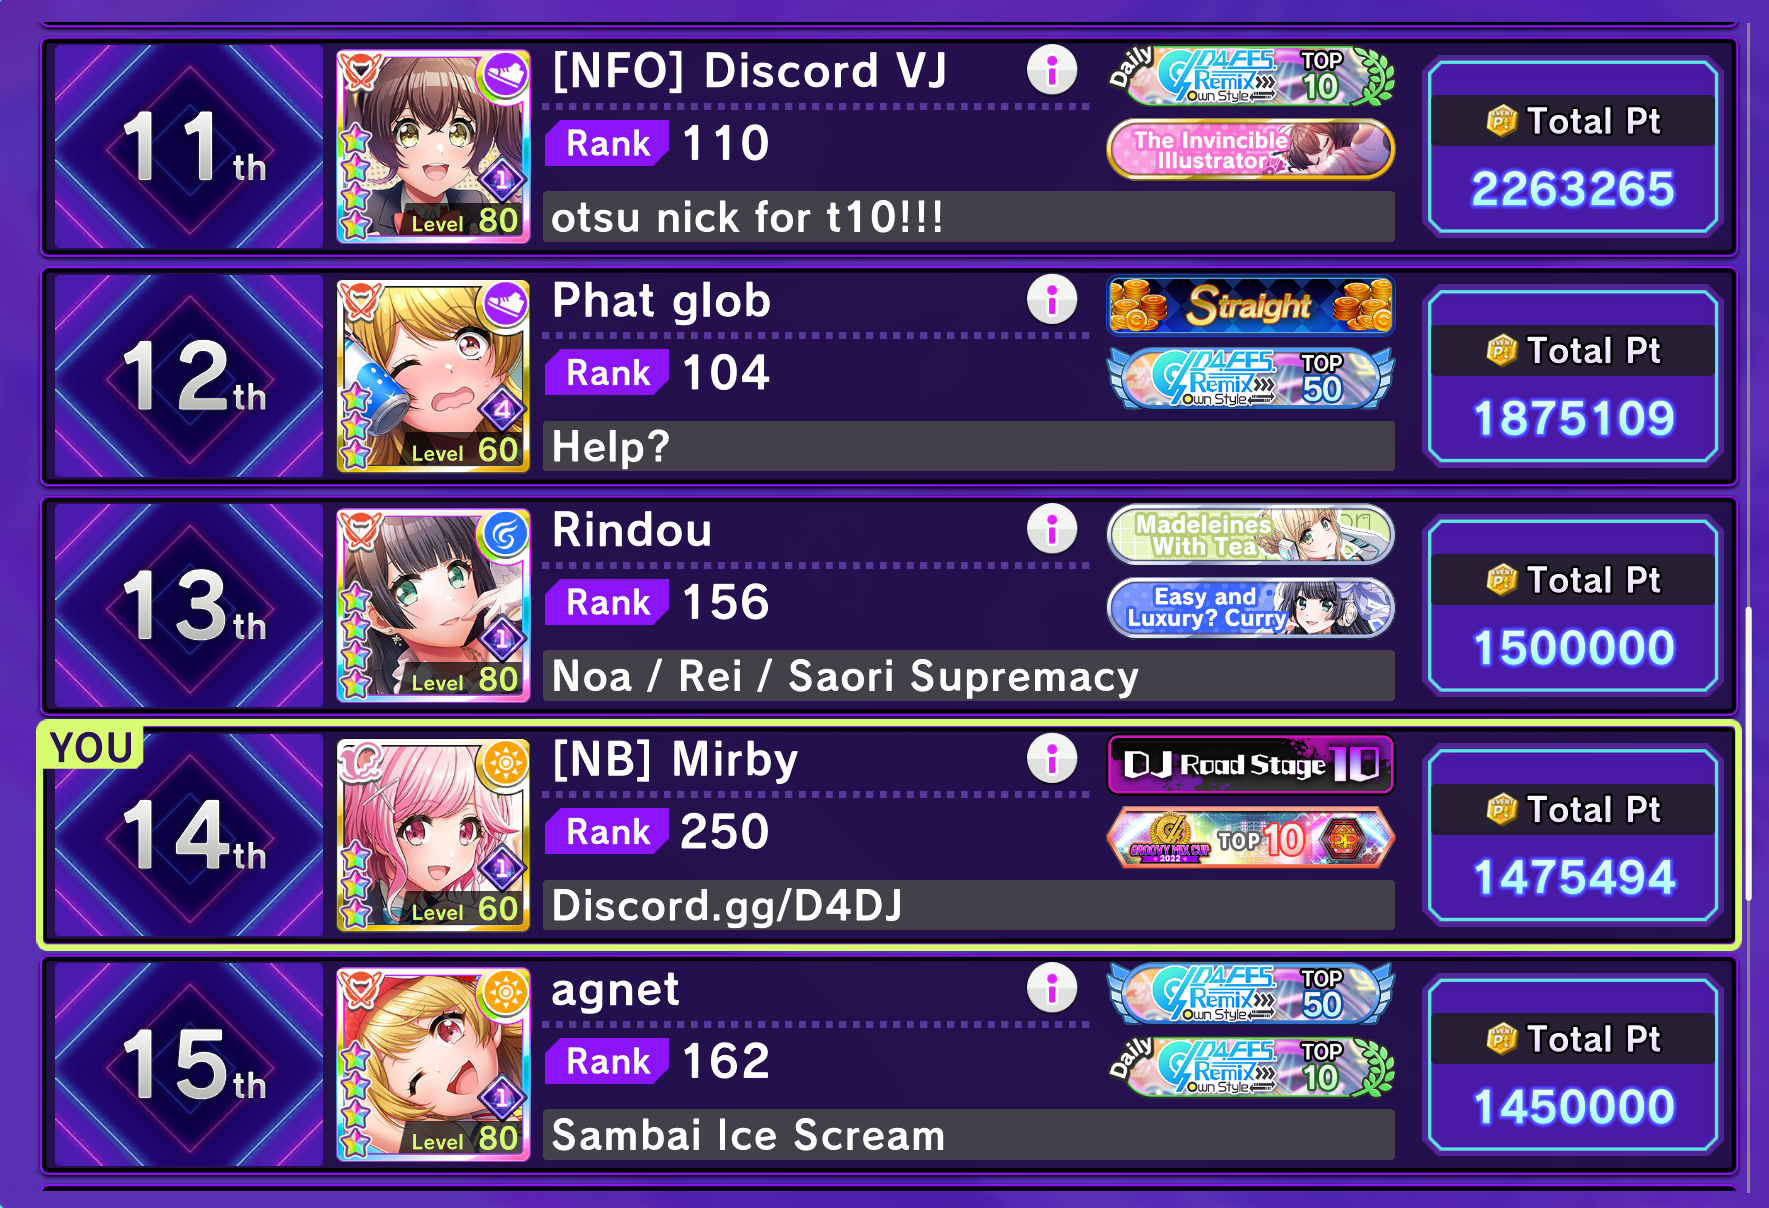 11th
[NFO] Discord VJ
Rank 110
otsu nick for t10!!!
Level 80
1
Daily D4FES. Remix Own Style TOP 10
The Invincible
Illustrator
Total Pt
2263265
12th
Phat glob
Rank 104
Help?
Level 60
4
Straight
D4FES. Remix Own Style TOP 50
Total Pt
1875109
13th
Rindou
Rank 156
Noa / Rei / Saori Supremacy
Level 80
1
Madeleines
With Tea
Easy and
Luxury? Curry
Total Pt
1500000
YOU
14th
[NB] Mirby
Rank 250
Discord.gg/D4DJ
Level 60
1
DJ Road Stage 10
GROOVY MIX CUP 2022 TOP 10
Total Pt
1475494
15th
agnet
Rank 162
Sambai Ice Scream
Level 80
1
D4FES. Remix Own Style TOP 50
Daily D4FES. Remix Own Style TOP 10
Total Pt
1450000